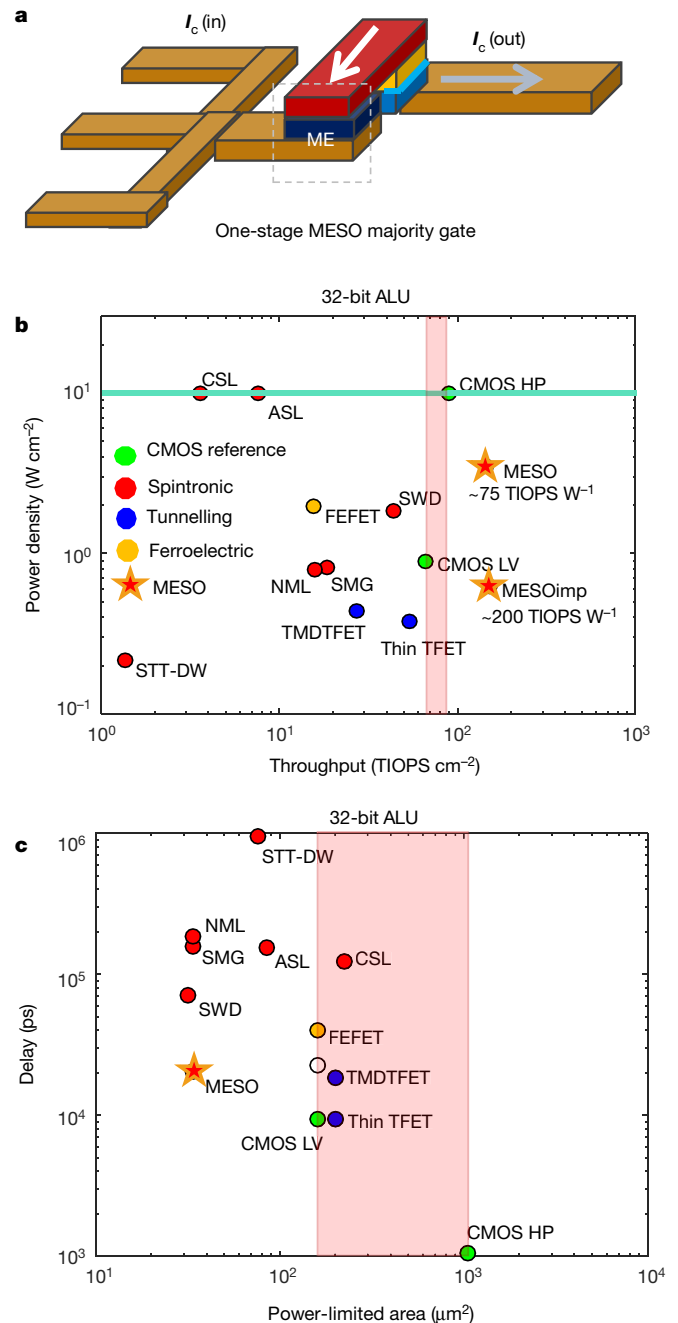 a
I_c (in)
I_c (out)
ME
One-stage MESO majority gate
32-bit ALU
b
10^1
10^0
10^–1
Power density (W cm^–2)
CSL
ASL
CMOS HP
CMOS reference
Spintronic
Tunnelling
Ferroelectric
MESO
~75 TIOPS W^–1
FEFET
SWD
CMOS LV
NML
SMG
MESO
MESOimp
~200 TIOPS W^–1
TMDTFET
Thin TFET
STT-DW
10^0
10^1
10^2
10^3
Throughput (TIOPS cm^–2)
32-bit ALU
c
10^6
10^5
10^4
10^3
Delay (ps)
STT-DW
NML
SMG
ASL
CSL
SWD
FEFET
MESO
TMDTFET
Thin TFET
CMOS LV
CMOS HP
10^1
10^2
10^3
10^4
Power-limited area (μm^2)